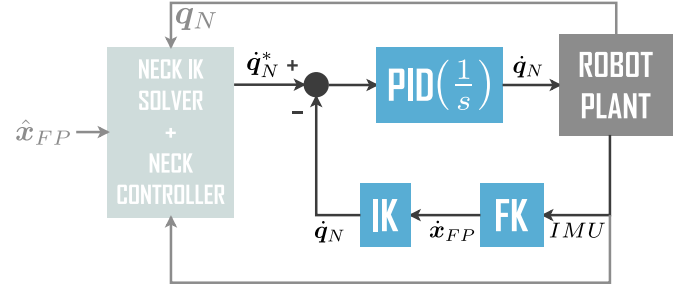 q_N
NECK IK
SOLVER
+
NECK
CONTROLLER
x̂_FP
q̇*_N +
−
PID(1/s)
q̇_N
ROBOT
PLANT
IK
FK
q̇_N
ẋ_FP
IMU